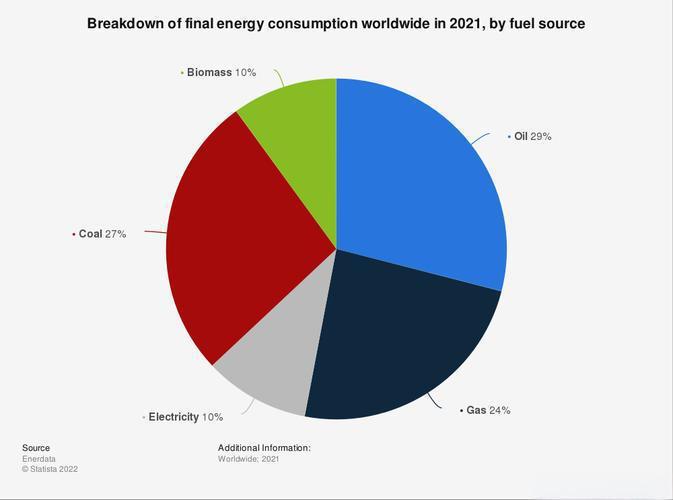 Breakdown of final energy consumption worldwide in 2021, by fuel source
Biomass 10%
Oil 29%
Coal 27%
Gas 24%
Electricity 10%
Source
Enerdata
© Statista 2022
Additional Information:
Worldwide; 2021